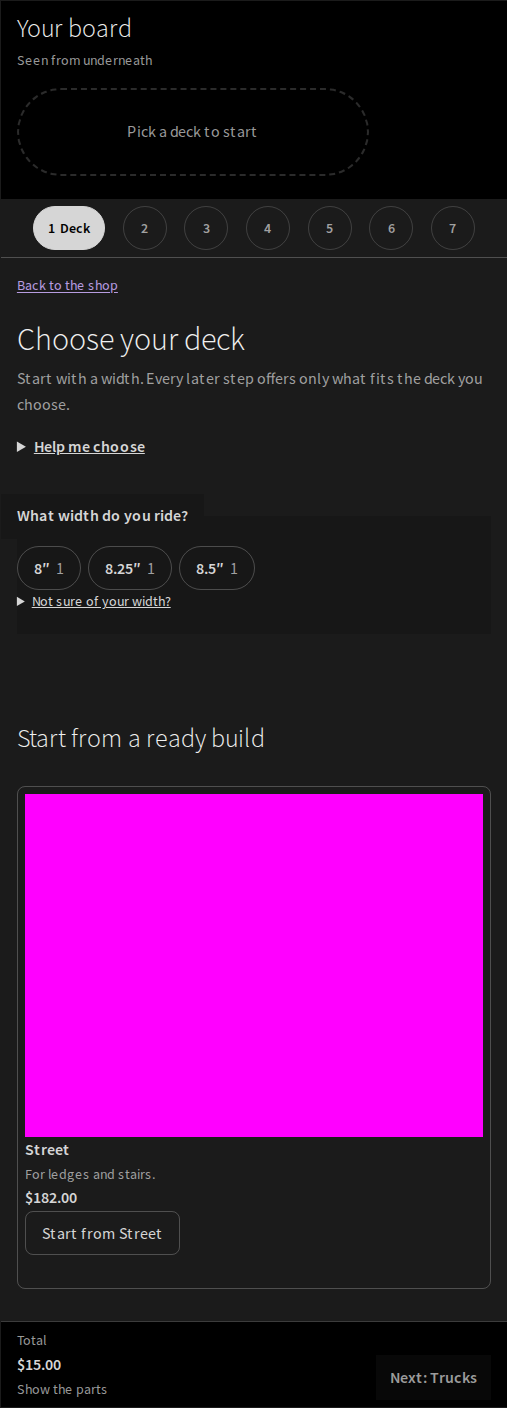 Your board
Seen from underneath
Pick a deck to start
1 Deck 2 3 4 5 6 7
Back to the shop
Choose your deck
Start with a width. Every later step offers only what fits the deck you
choose.
Help me choose
What width do you ride?
8″ 1 8.25″ 1 8.5″ 1
Not sure of your width?
Start from a ready build
Street
For ledges and stairs.
$182.00
Start from Street
Total
$15.00
Show the parts
Next: Trucks